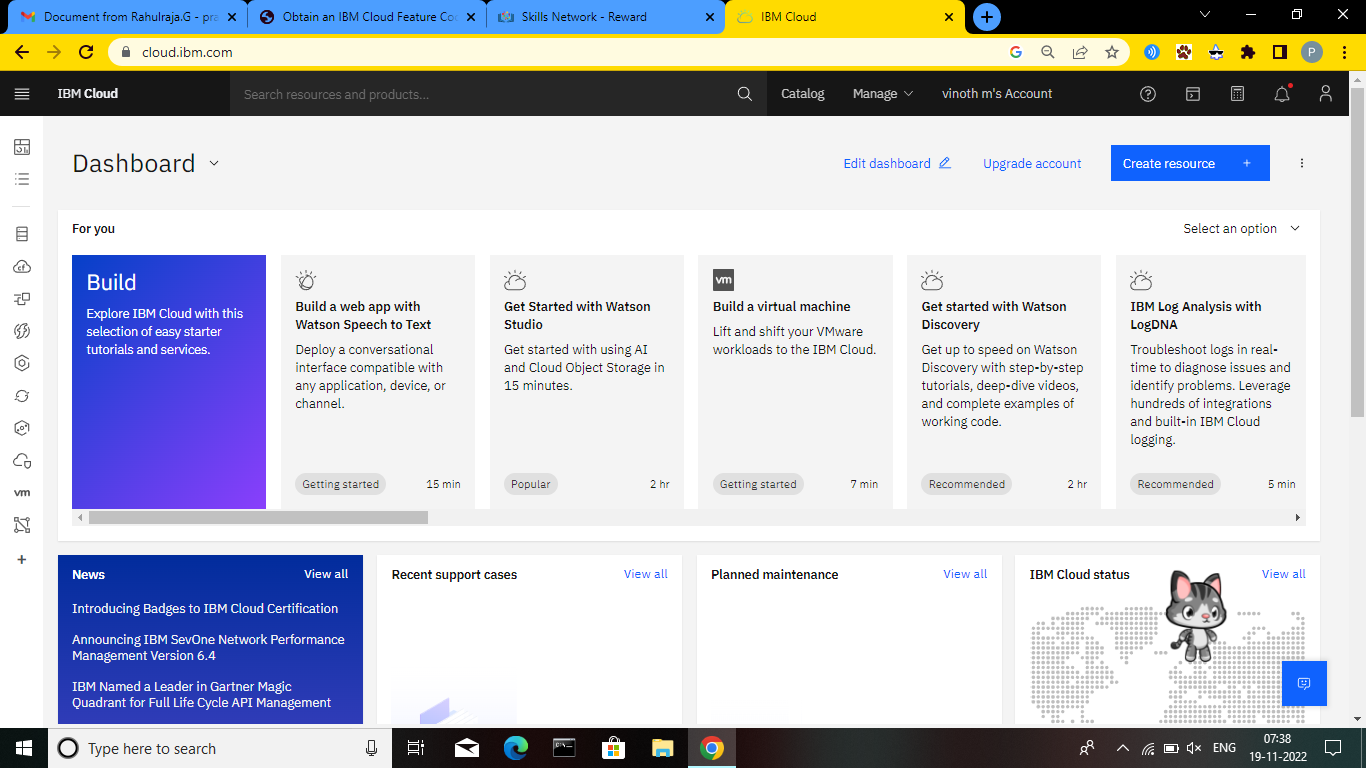 Document from Rahulraja.G - pra
Obtain an IBM Cloud Feature Coc
Skills Network - Reward
IBM Cloud
cloud.ibm.com
P
IBM Cloud
Search resources and products...
Catalog
Manage
vinoth m's Account
Dashboard
Edit dashboard
Upgrade account
Create resource +
For you
Select an option
Build
Explore IBM Cloud with this
selection of easy starter
tutorials and services.
Build a web app with
Watson Speech to Text
Deploy a conversational
interface compatible with
any application, device, or
channel.
Getting started
15 min
Get Started with Watson
Studio
Get started with using AI
and Cloud Object Storage in
15 minutes.
Popular
2 hr
vm
Build a virtual machine
Lift and shift your VMware
workloads to the IBM Cloud.
Getting started
7 min
Get started with Watson
Discovery
Get up to speed on Watson
Discovery with step-by-step
tutorials, deep-dive videos,
and complete examples of
working code.
Recommended
2 hr
IBM Log Analysis with
LogDNA
Troubleshoot logs in real-
time to diagnose issues and
identify problems. Leverage
hundreds of integrations
and built-in IBM Cloud
logging.
Recommended
5 min
cf
vm
News
View all
Introducing Badges to IBM Cloud Certification
Announcing IBM SevOne Network Performance
Management Version 6.4
IBM Named a Leader in Gartner Magic
Quadrant for Full Life Cycle API Management
Recent support cases
View all
Planned maintenance
View all
IBM Cloud status
View all
Type here to search
ENG
07:38
19-11-2022